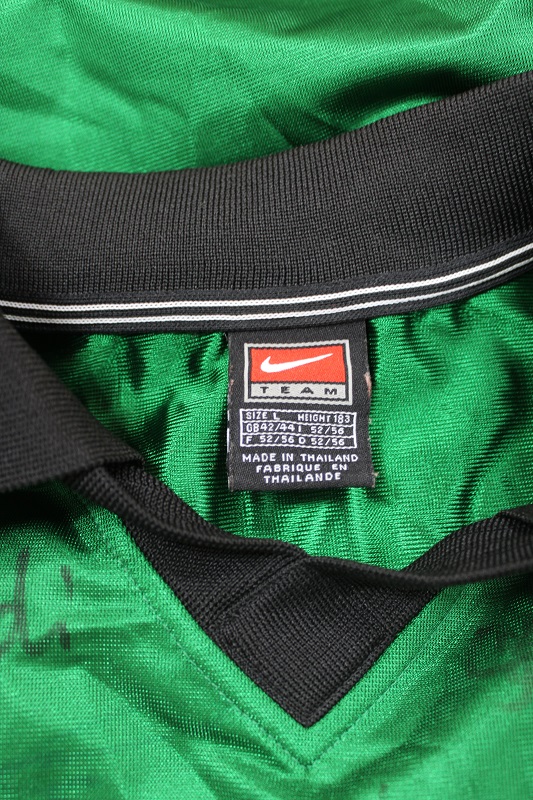 TEAM
SIZE L HEIGHT 183
GB 42/44 I 52/56
F 52/56 D 52/56
MADE IN THAILAND
FABRIQUE EN
THAILANDE